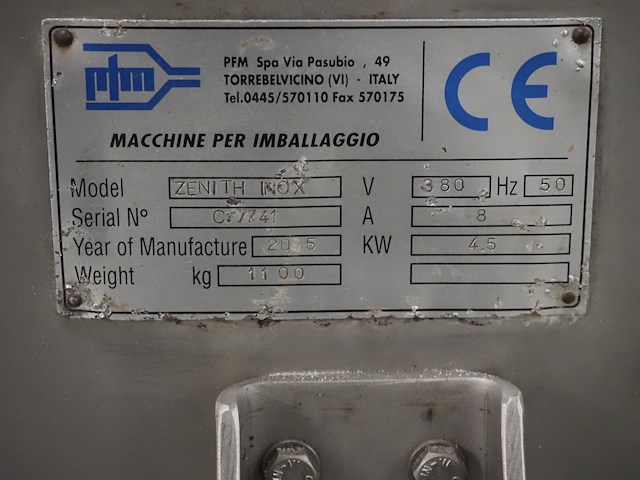 pfm
PFM Spa Via Pasubio , 49
TORREBELVICINO (VI) - ITALY
Tel.0445/570110 Fax 570175
CE
MACCHINE PER IMBALLAGGIO
Model ZENITH INOX V 380 Hz 50
Serial Nº A 8
Year of Manufacture KW 4.5
Weight kg 1100